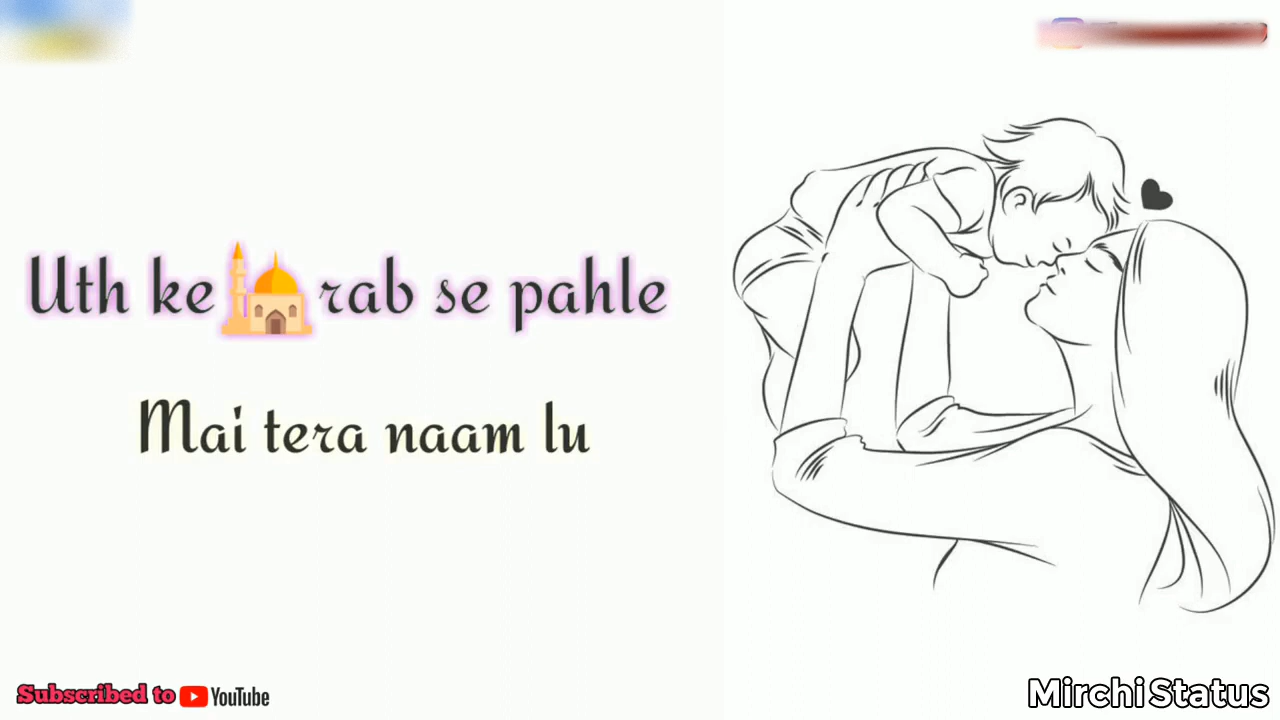 Uth ke rab se pahle
Mai tera naam lu
Subscribed to YouTube
Mirchi Status